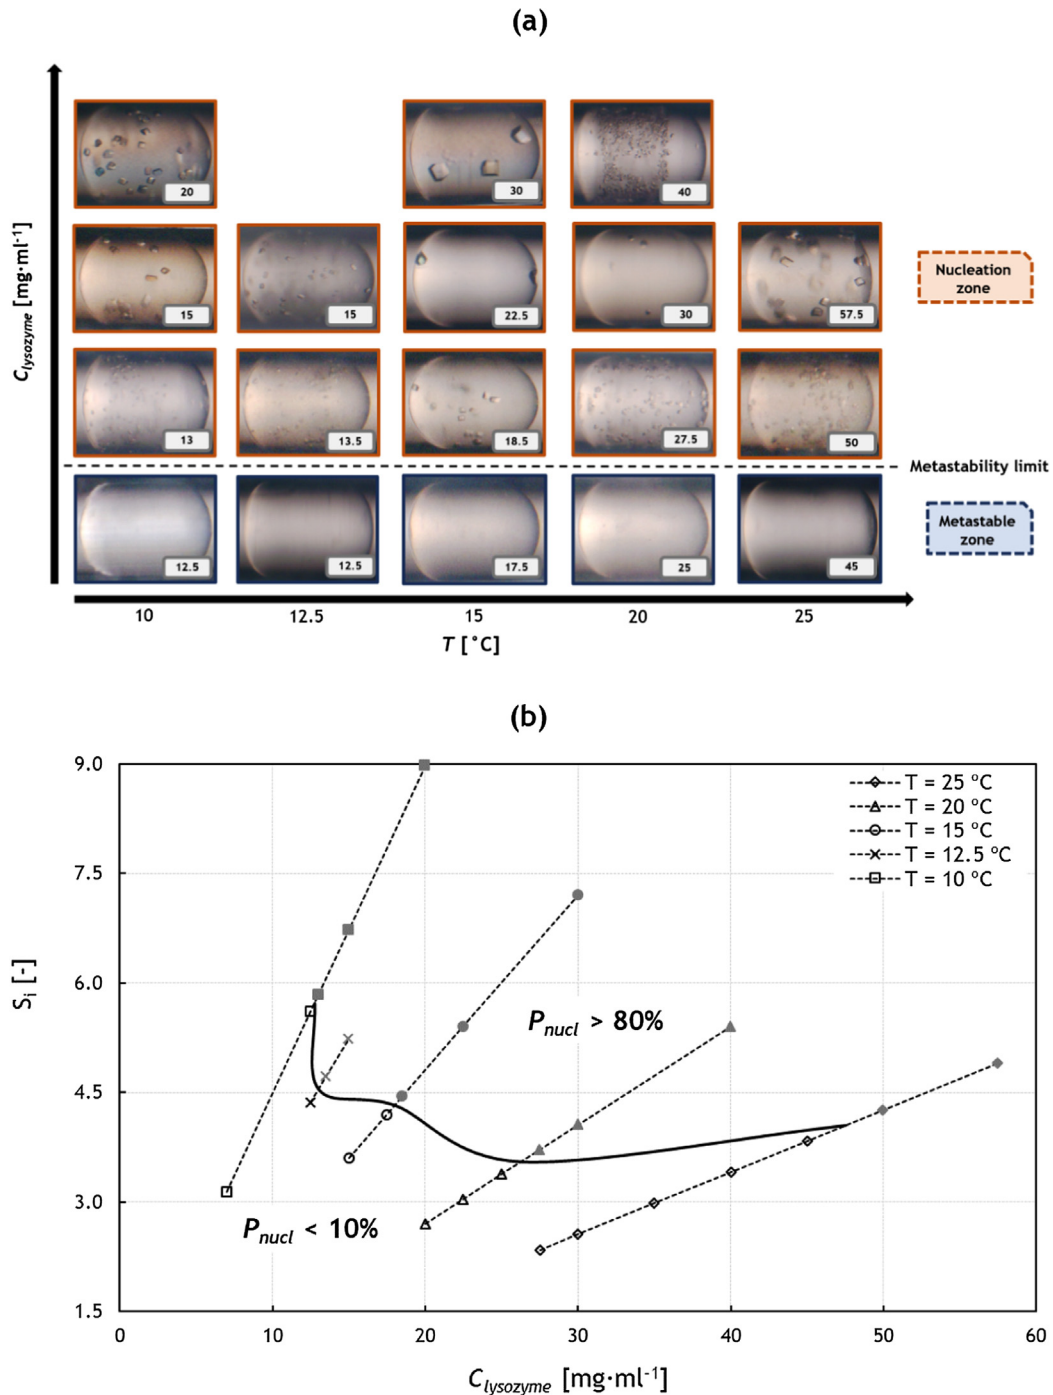 (a)
C_lysozyme [mg·ml⁻¹]
20
30
40
15
15
22.5
30
57.5
Nucleation
zone
13
13.5
18.5
27.5
50
Metastability limit
12.5
12.5
17.5
25
45
Metastable
zone
10
12.5
15
20
25
T [°C]
(b)
9.0
7.5
6.0
4.5
3.0
1.5
S_i [-]
T = 25 °C
T = 20 °C
T = 15 °C
T = 12.5 °C
T = 10 °C
P_nucl > 80%
P_nucl < 10%
0
10
20
30
40
50
60
C_lysozyme [mg·ml⁻¹]